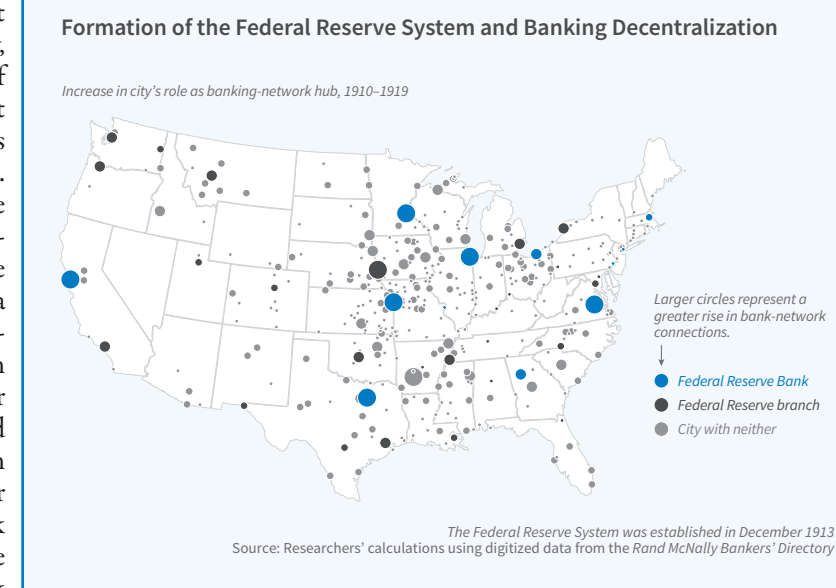 Formation of the Federal Reserve System and Banking Decentralization
Increase in city's role as banking-network hub, 1910–1919
Larger circles represent a
greater rise in bank-network
connections.
Federal Reserve Bank
Federal Reserve branch
City with neither
The Federal Reserve System was established in December 1913
Source: Researchers' calculations using digitized data from the Rand McNally Bankers' Directory